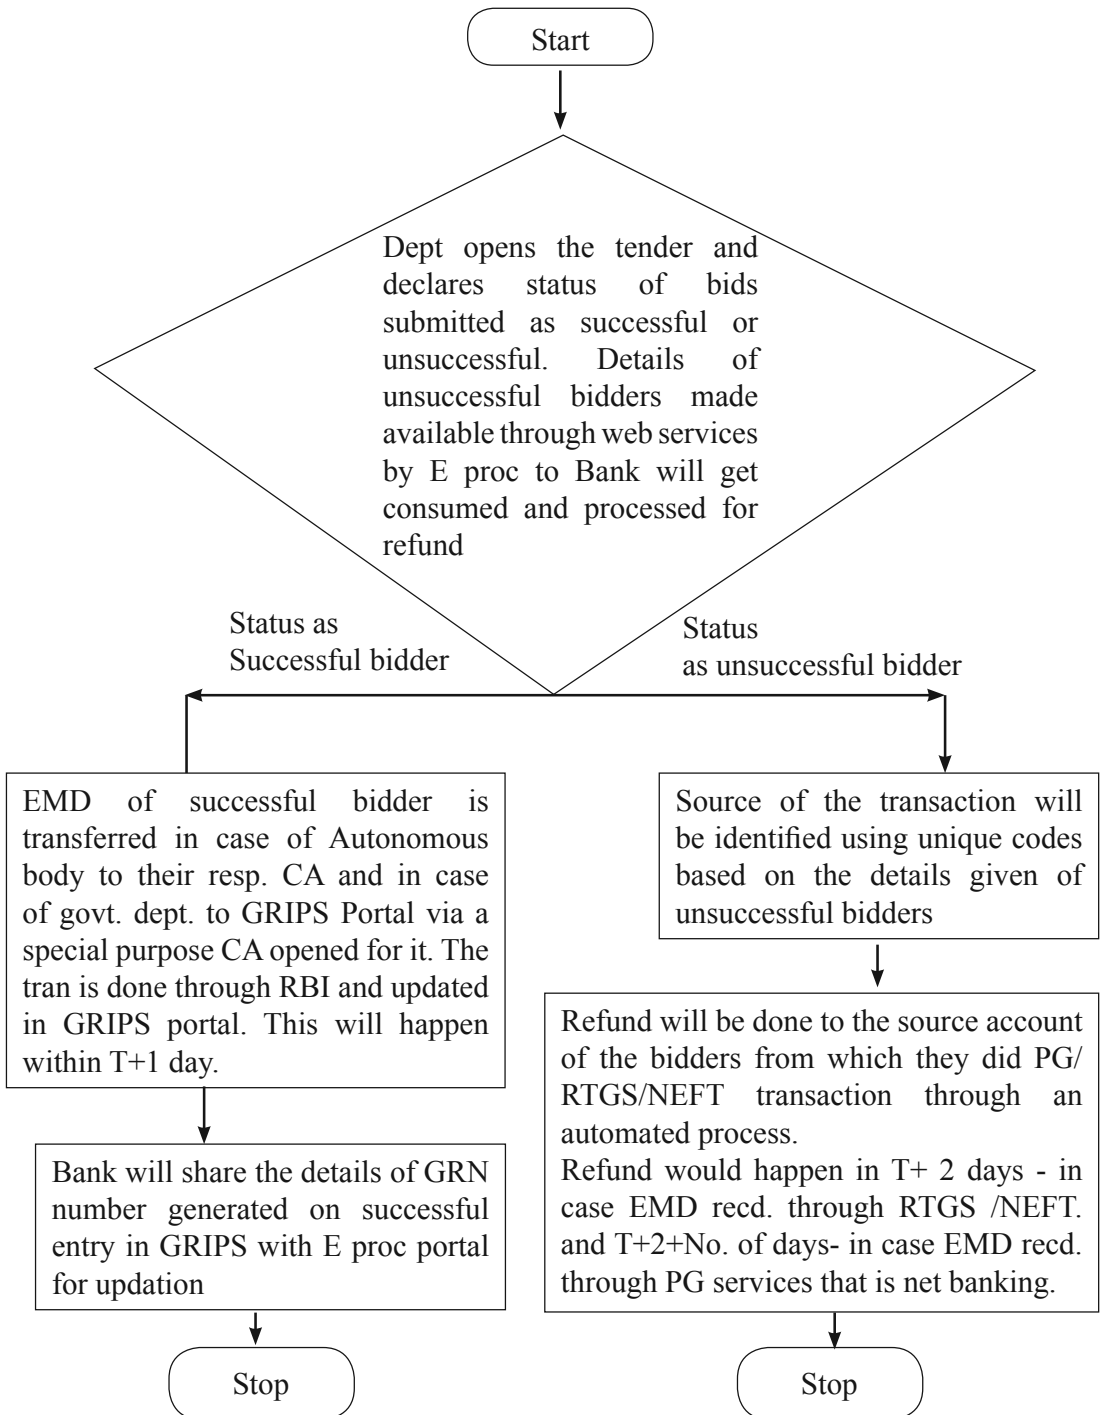 Start
Dept opens the tender and
declares status of bids
submitted as successful or
unsuccessful. Details of
unsuccessful bidders made
available through web services
by E proc to Bank will get
consumed and processed for
refund
Status as
Successful bidder
Status
as unsuccessful bidder
EMD of successful bidder is
transferred in case of Autonomous
body to their resp. CA and in case
of govt. dept. to GRIPS Portal via a
special purpose CA opened for it. The
tran is done through RBI and updated
in GRIPS portal. This will happen
within T+1 day.
Source of the transaction will
be identified using unique codes
based on the details given of
unsuccessful bidders
Bank will share the details of GRN
number generated on successful
entry in GRIPS with E proc portal
for updation
Refund will be done to the source account
of the bidders from which they did PG/
RTGS/NEFT transaction through an
automated process.
Refund would happen in T+ 2 days - in
case EMD recd. through RTGS /NEFT.
and T+2+No. of days- in case EMD recd.
through PG services that is net banking.
Stop
Stop